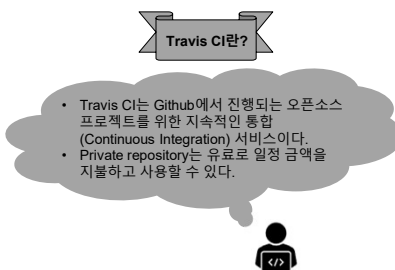 Travis CI란?
• Travis CI는 Github에서 진행되는 오픈소스
프로젝트를 위한 지속적인 통합
(Continuous Integration) 서비스이다.
• Private repository는 유료로 일정 금액을
지불하고 사용할 수 있다.
</>